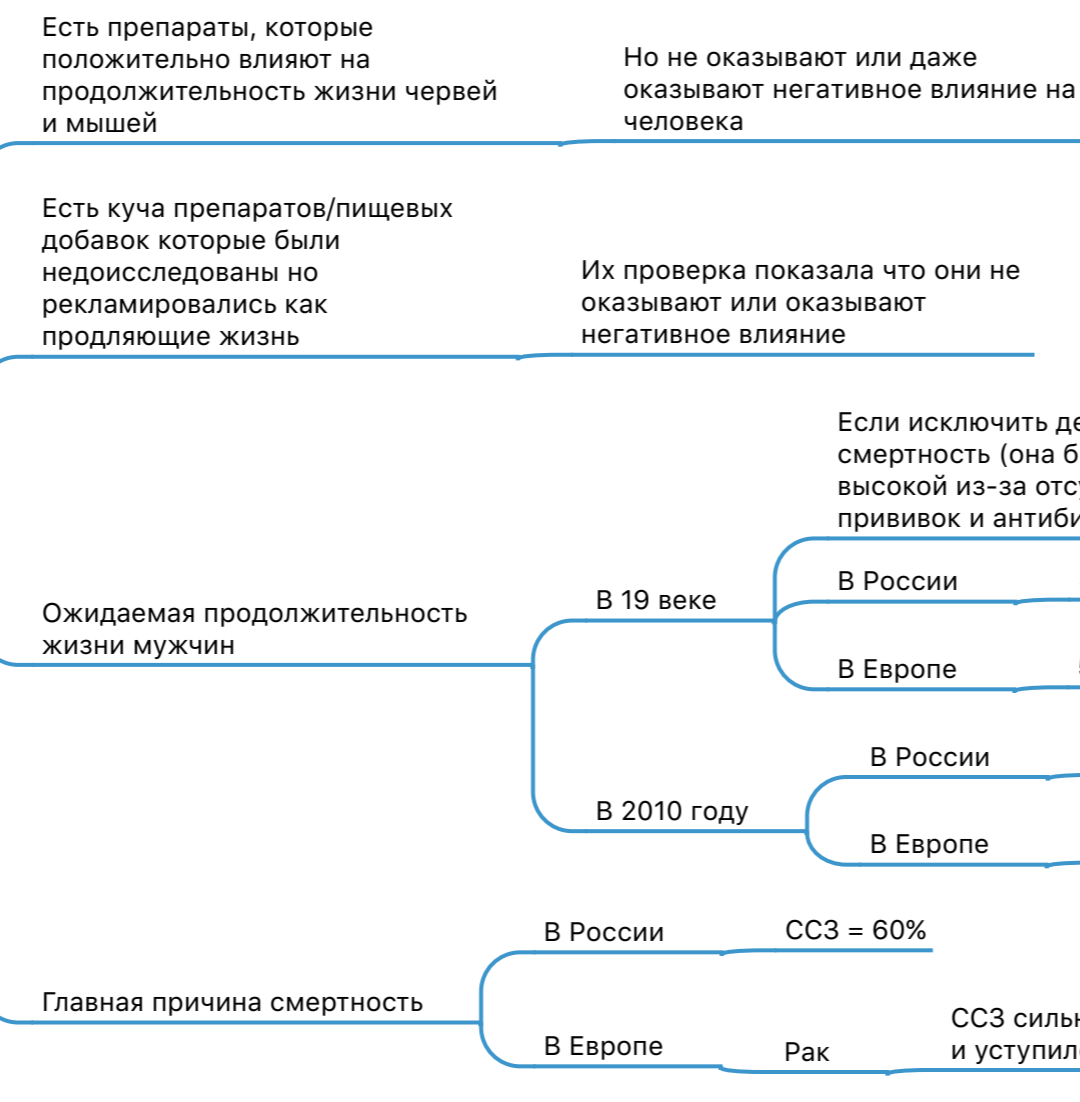 Есть препараты, которые
положительно влияют на
продолжительность жизни червей
и мышей
Но не оказывают или даже
оказывают негативное влияние на
человека
Есть куча препаратов/пищевых
добавок которые были
недоисследованы но
рекламировались как
продляющие жизнь
Их проверка показала что они не
оказывают или оказывают
негативное влияние
Ожидаемая продолжительность
жизни мужчин
В 19 веке
Если исключить
смертность (она
высокой из-за
прививок и
В России
В Европе
В 2010 году
В России
В Европе
Главная причина смертность
В России
ССЗ = 60%
В Европе
Рак
ССЗ
и